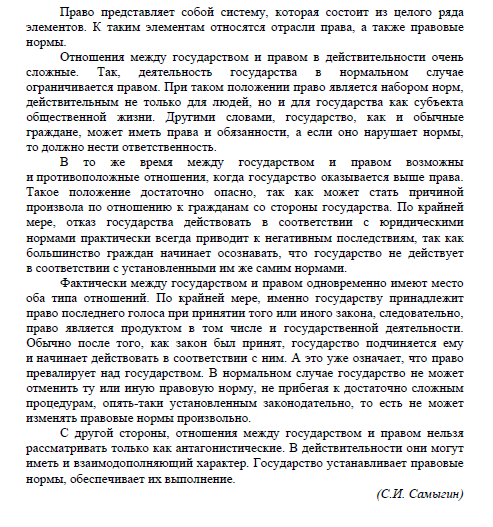 Право представляет собой систему, которая состоит из целого ряда
элементов. К таким элементам относятся отрасли права, а также правовые
нормы.
Отношения между государством и правом в действительности очень
сложные. Так, деятельность государства в нормальном случае
ограничивается правом. При таком положении право является набором норм,
действительным не только для людей, но и для государства как субъекта
общественной жизни. Другими словами, государство, как и обычные
граждане, может иметь права и обязанности, а если оно нарушает нормы,
то должно нести ответственность.
В то же время между государством и правом возможны
и противоположные отношения, когда государство оказывается выше права.
Такое положение достаточно опасно, так как может стать причиной
произвола по отношению к гражданам со стороны государства. По крайней
мере, отказ государства действовать в соответствии с юридическими
нормами практически всегда приводит к негативным последствиям, так как
большинство граждан начинает осознавать, что государство не действует
в соответствии с установленными им же самим нормами.
Фактически между государством и правом одновременно имеют место
оба типа отношений. По крайней мере, именно государству принадлежит
право последнего голоса при принятии того или иного закона, следовательно,
право является продуктом в том числе и государственной деятельности.
Обычно после того, как закон был принят, государство подчиняется ему
и начинает действовать в соответствии с ним. А это уже означает, что право
превалирует над государством. В нормальном случае государство не может
отменить ту или иную правовую норму, не прибегая к достаточно сложным
процедурам, опять-таки установленным законодательно, то есть не может
изменять правовые нормы произвольно.
С другой стороны, отношения между государством и правом нельзя
рассматривать только как антагонистические. В действительности они могут
иметь и взаимодополняющий характер. Государство устанавливает правовые
нормы, обеспечивает их выполнение.
(С.И. Самыгин)